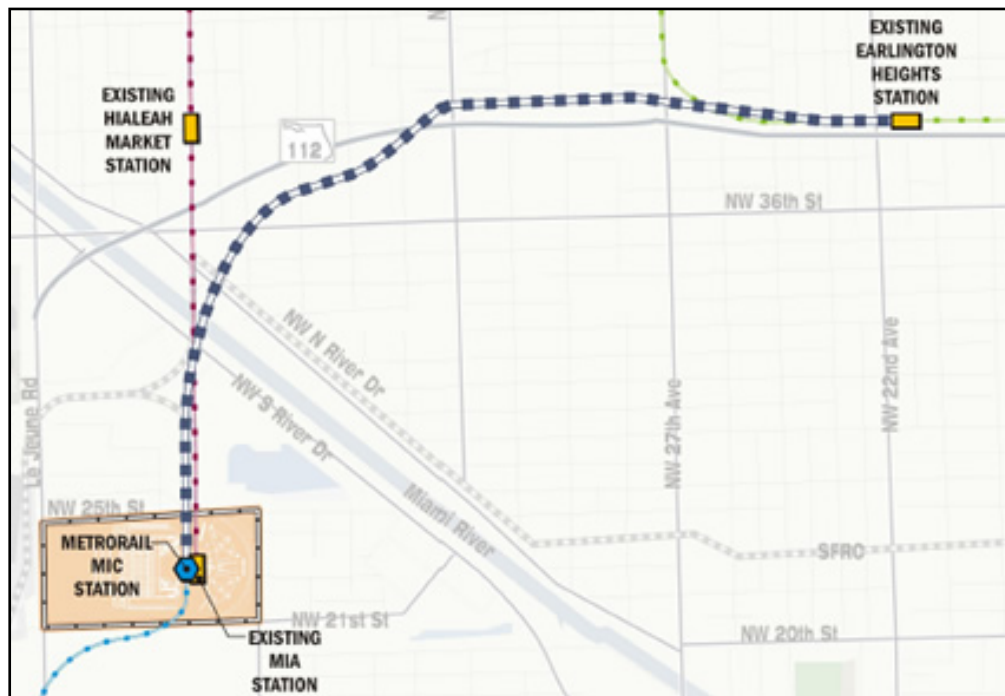 EXISTING
EARLINGTON
HEIGHTS
STATION
EXISTING
HIALEAH
MARKET
STATION
112
NW 36th St
NW N River Dr
NW S River Dr
Le Jeune Rd
NW 27th Ave
NW 22nd Ave
Miami River
NW 25th St
METRORAIL
MIC
STATION
SFRC
NW 21st St
NW 20th St
EXISTING
MIA
STATION